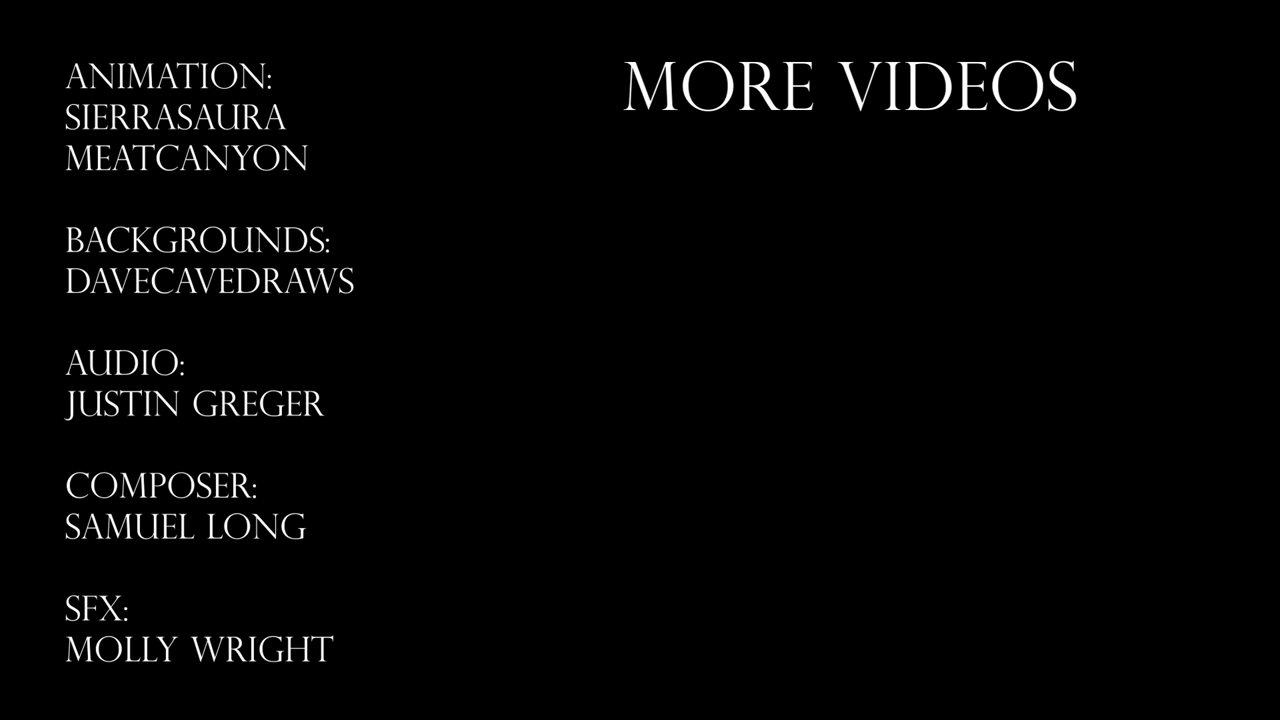 ANIMATION:
SIERRASAURA
MEATCANYON
BACKGROUNDS:
DAVECAVEDRAWS
AUDIO:
JUSTIN GREGER
COMPOSER:
SAMUEL LONG
SFX:
MOLLY WRIGHT
MORE VIDEOS